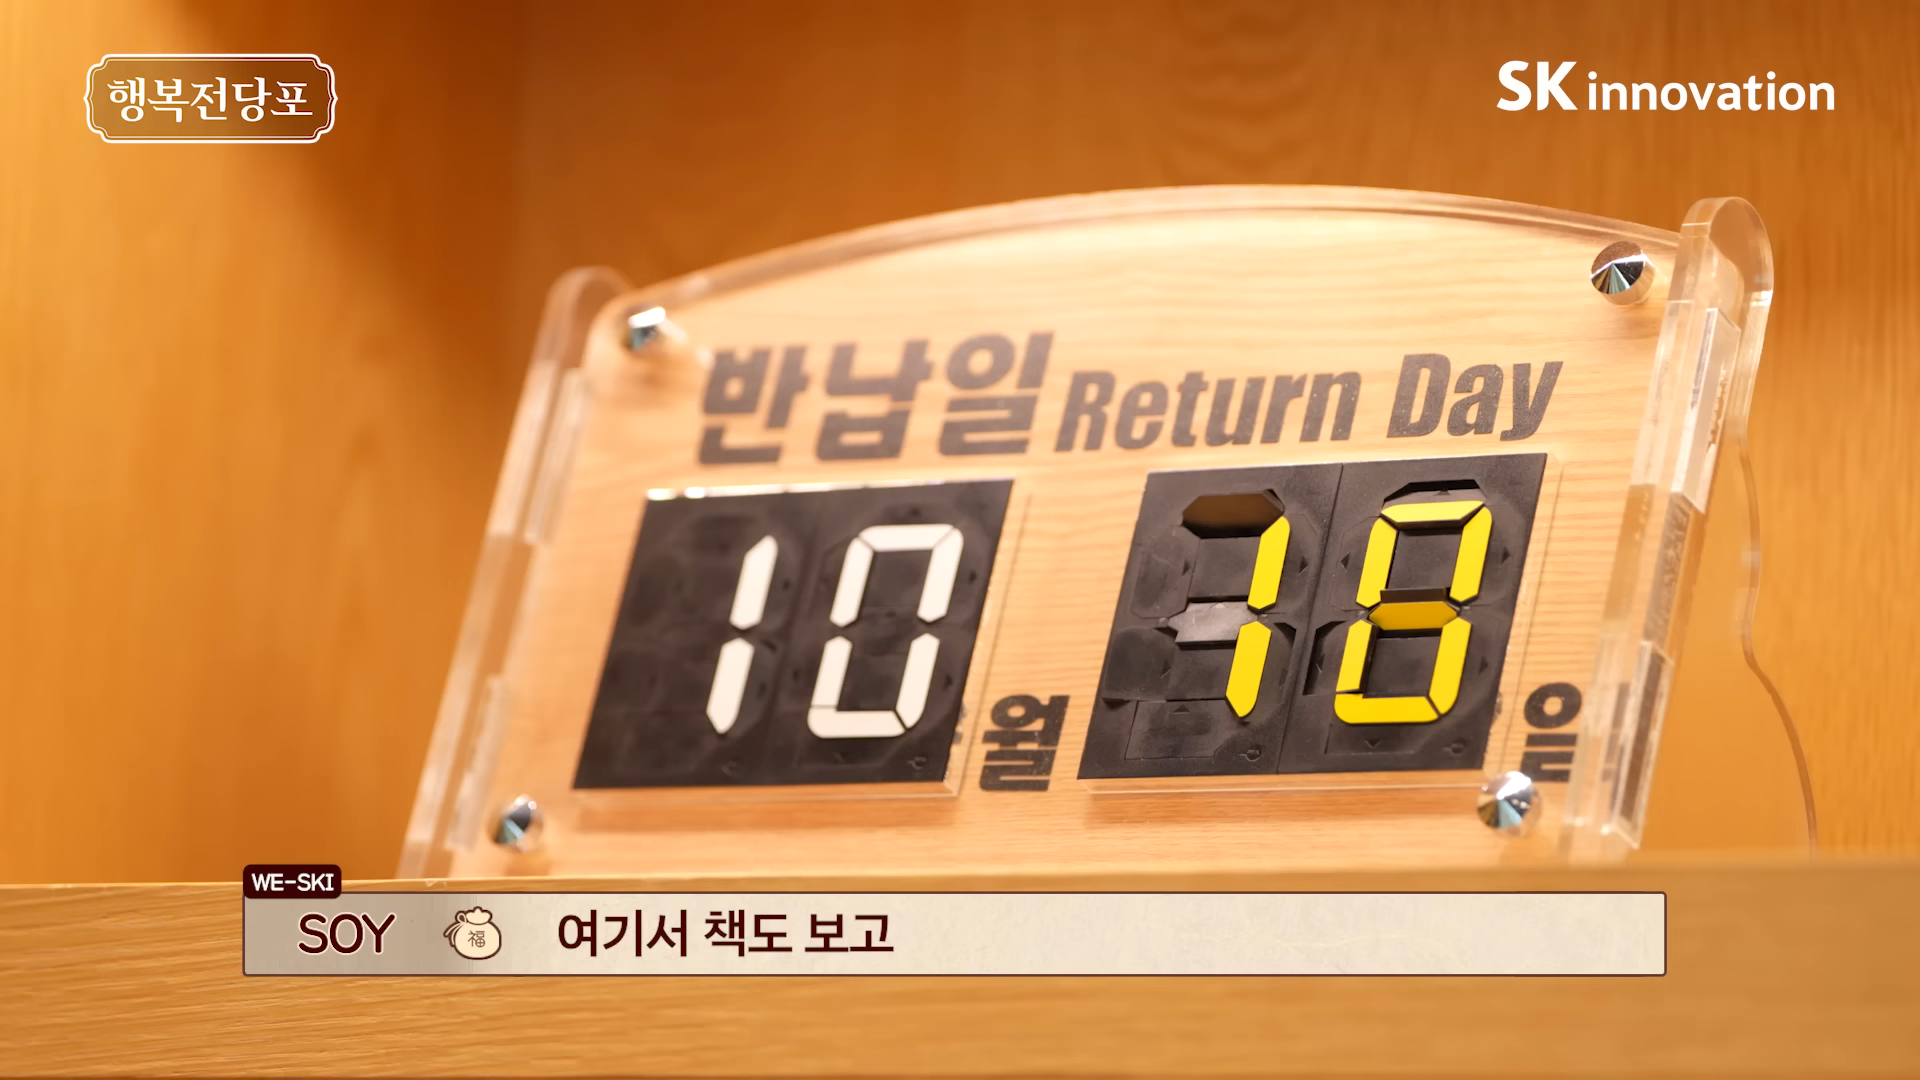 행복전당포
SK innovation
반납일 Return Day
10 월 18 일
WE-SKI
SOY 福 여기서 책도 보고